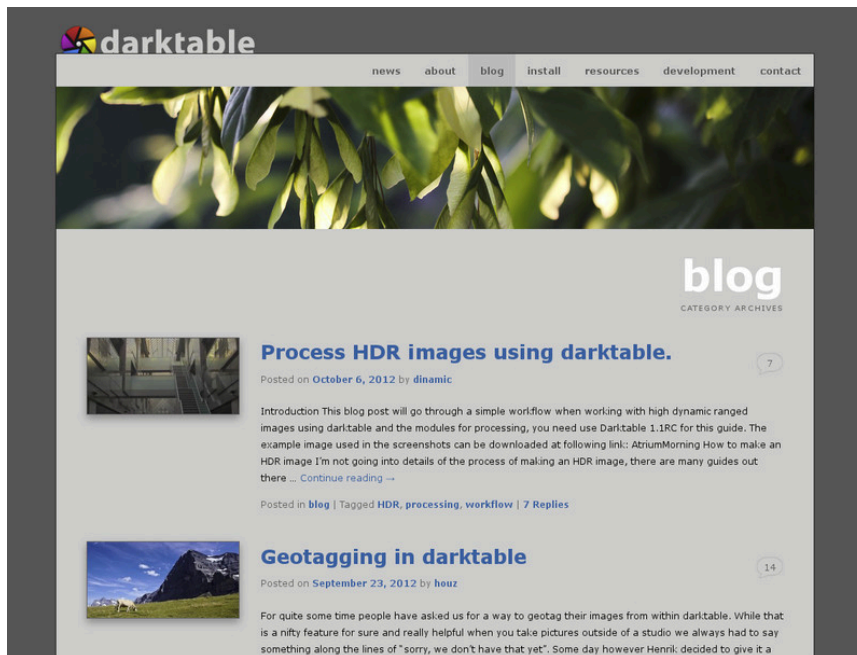 darktable
news about blog install resources development contact
blog
CATEGORY ARCHIVES
Process HDR images using darktable.
7
Posted on October 6, 2012 by dinamic
Introduction This blog post will go through a simple workflow when working with high dynamic ranged
images using darktable and the modules for processing, you need use Darktable 1.1RC for this guide. The
example image used in the screenshots can be downloaded at following link: AtriumMorning How to make an
HDR image I'm not going into details of the process of making an HDR image, there are many guides out
there ... Continue reading →
Posted in blog | Tagged HDR, processing, workflow | 7 Replies
Geotagging in darktable
14
Posted on September 23, 2012 by houz
For quite some time people have asked us for a way to geotag their images from within darktable. While that
is a nifty feature for sure and really helpful when you take pictures outside of a studio we always had to say
something along the lines of "sorry, we don't have that yet". Some day however Henrik decided to give it a